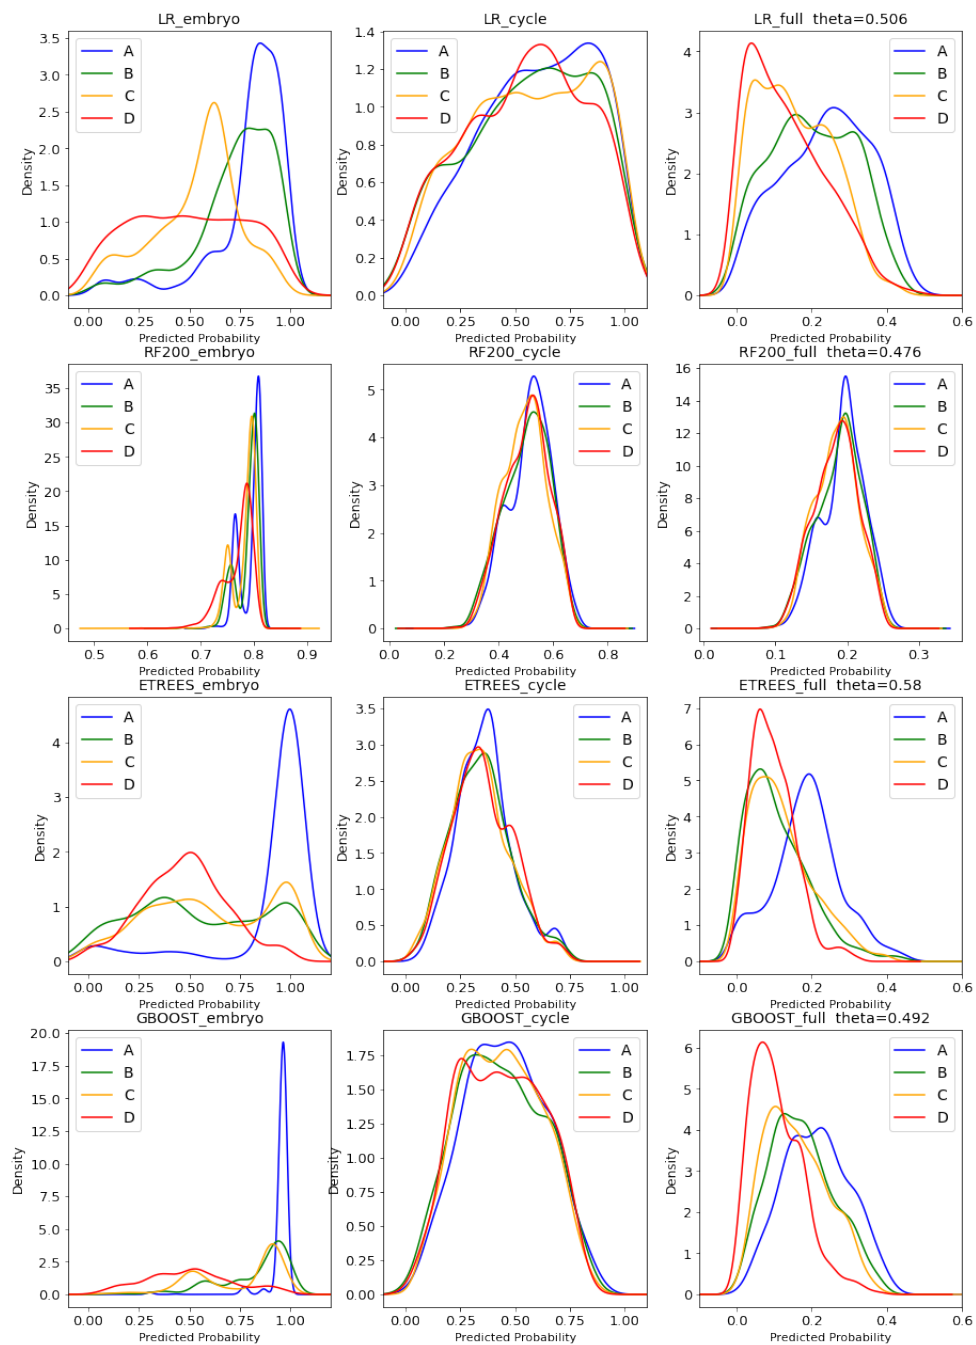 LR_embryo
3.5
3.0
2.5
2.0
1.5
1.0
0.5
0.0
Density
A
B
C
D
0.00 0.25 0.50 0.75 1.00
Predicted Probability
LR_cycle
1.4
1.2
1.0
0.8
0.6
0.4
0.2
0.0
Density
A
B
C
D
0.00 0.25 0.50 0.75 1.00
Predicted Probability
LR_full theta=0.506
4
3
2
1
0
Density
A
B
C
D
0.0 0.2 0.4 0.6
Predicted Probability
RF200_embryo
35
30
25
20
15
10
5
0
Density
A
B
C
D
0.5 0.6 0.7 0.8 0.9
Predicted Probability
RF200_cycle
5
4
3
2
1
0
Density
A
B
C
D
0.0 0.2 0.4 0.6 0.8
Predicted Probability
RF200_full theta=0.476
16
14
12
10
8
6
4
2
0
Density
A
B
C
D
0.0 0.1 0.2 0.3
Predicted Probability
ETREES_embryo
4
3
2
1
0
Density
A
B
C
D
0.00 0.25 0.50 0.75 1.00
Predicted Probability
ETREES_cycle
3.5
3.0
2.5
2.0
1.5
1.0
0.5
0.0
Density
A
B
C
D
0.00 0.25 0.50 0.75 1.00
Predicted Probability
ETREES_full theta=0.58
7
6
5
4
3
2
1
0
Density
A
B
C
D
0.0 0.2 0.4 0.6
Predicted Probability
GBOOST_embryo
20.0
17.5
15.0
12.5
10.0
7.5
5.0
2.5
0.0
Density
A
B
C
D
0.00 0.25 0.50 0.75 1.00
Predicted Probability
GBOOST_cycle
1.75
1.50
1.25
1.00
0.75
0.50
0.25
0.00
Density
A
B
C
D
0.00 0.25 0.50 0.75 1.00
Predicted Probability
GBOOST_full theta=0.492
6
5
4
3
2
1
0
Density
A
B
C
D
0.0 0.2 0.4 0.6
Predicted Probability